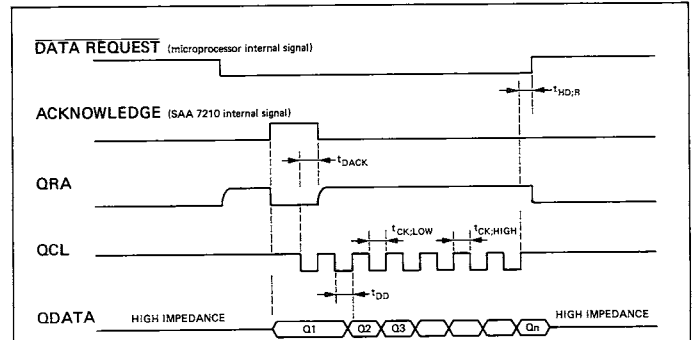 DATA REQUEST (microprocessor internal signal)
tHD;R
ACKNOWLEDGE (SAA 7210 internal signal)
tDACK
QRA
tCK;LOW
tCK;HIGH
QCL
tDD
QDATA
HIGH IMPEDANCE
Q1
Q2
Q3
Qn
HIGH IMPEDANCE